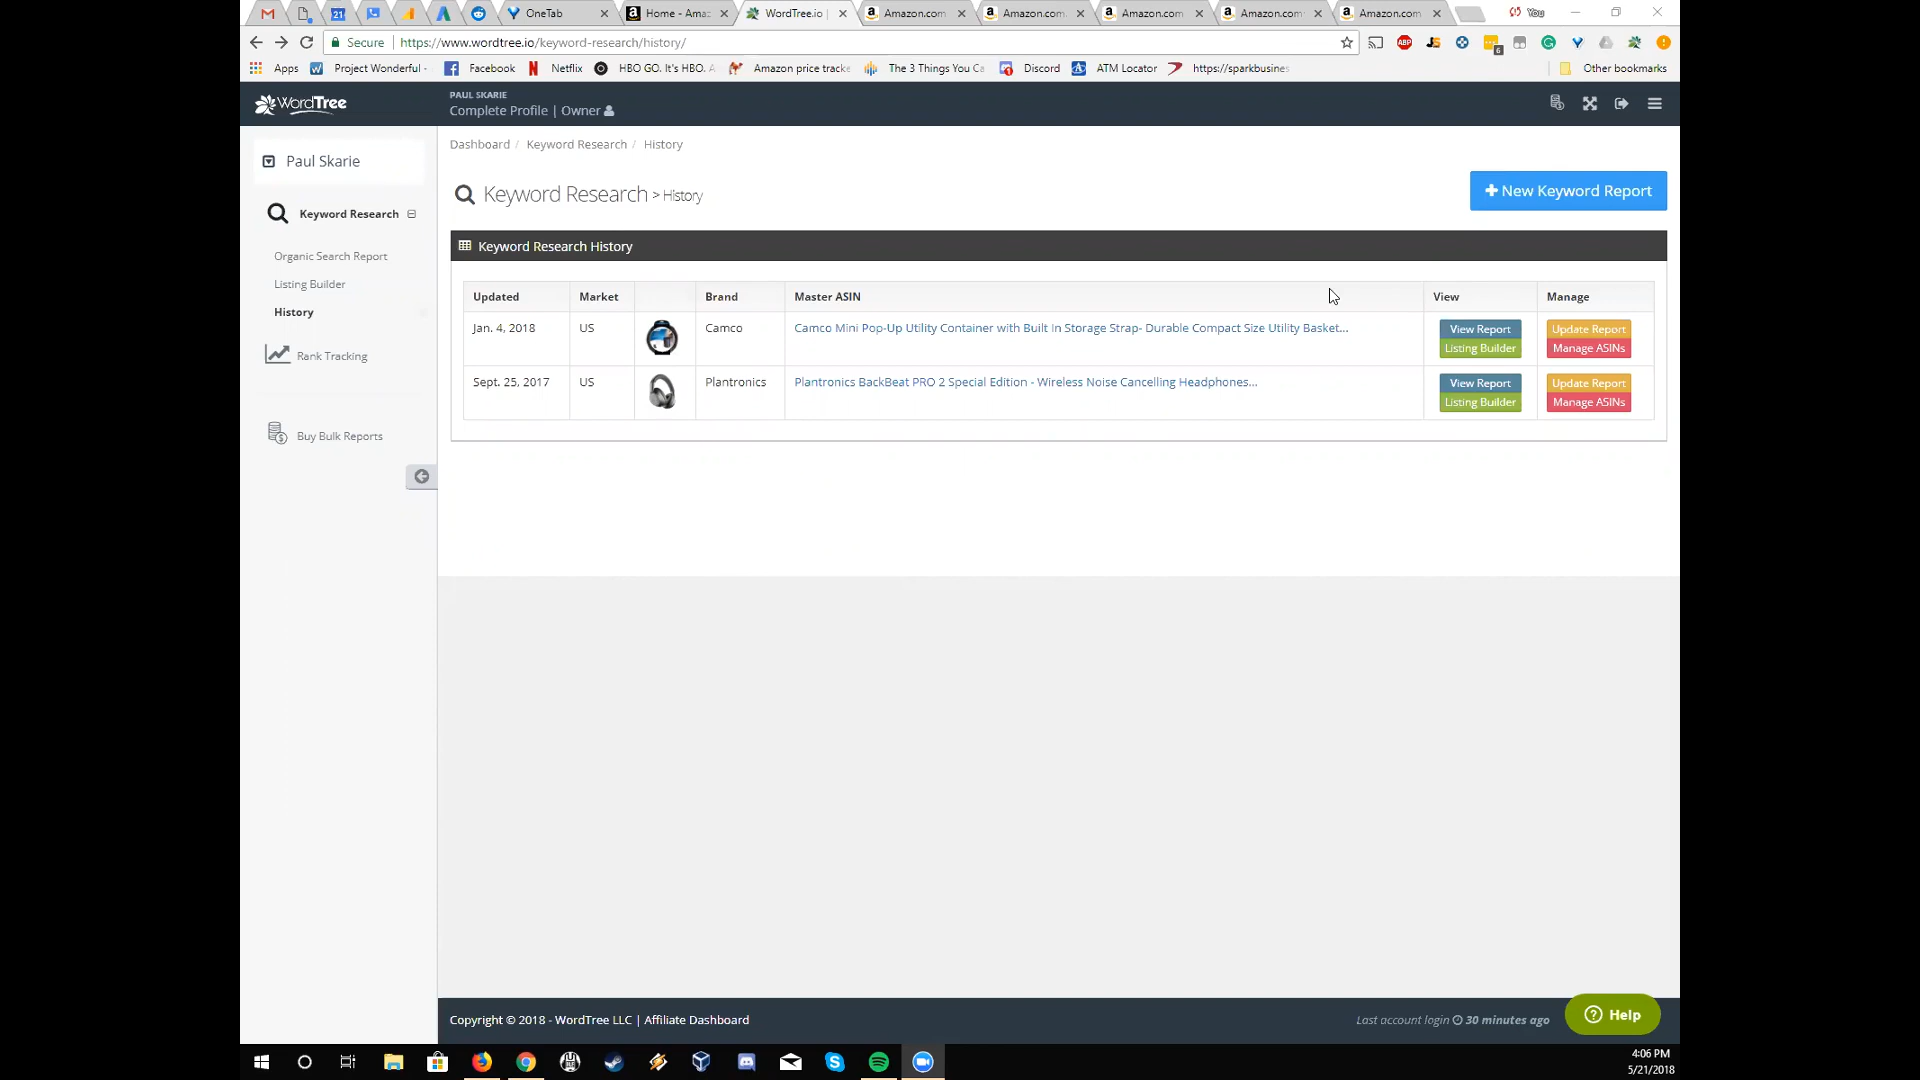 21 OneTab Home - Amaz WordTree.io | Amazon.com Amazon.com Amazon.com Amazon.com Amazon.com You
Secure https://www.wordtree.io/keyword-research/history/ ABP 6
Apps Project Wonderful - Facebook Netflix HBO GO. It's HBO. A Amazon price tracke The 3 Things You Ca Discord ATM Locator https://sparkbusines Other bookmarks
WordTree
PAUL SKARIE
Complete Profile | Owner
Paul Skarie
Keyword Research
Organic Search Report
Listing Builder
History
Rank Tracking
Buy Bulk Reports
Dashboard / Keyword Research / History
Keyword Research > History
+ New Keyword Report
Keyword Research History
Updated Market Brand Master ASIN View Manage
Jan. 4, 2018 US Camco Camco Mini Pop-Up Utility Container with Built In Storage Strap- Durable Compact Size Utility Basket... View Report Update Report
Listing Builder Manage ASINs
Sept. 25, 2017 US Plantronics Plantronics BackBeat PRO 2 Special Edition - Wireless Noise Cancelling Headphones... View Report Update Report
Listing Builder Manage ASINs
Copyright © 2018 - WordTree LLC | Affiliate Dashboard
Last account login 30 minutes ago
Help
4:06 PM
5/21/2018